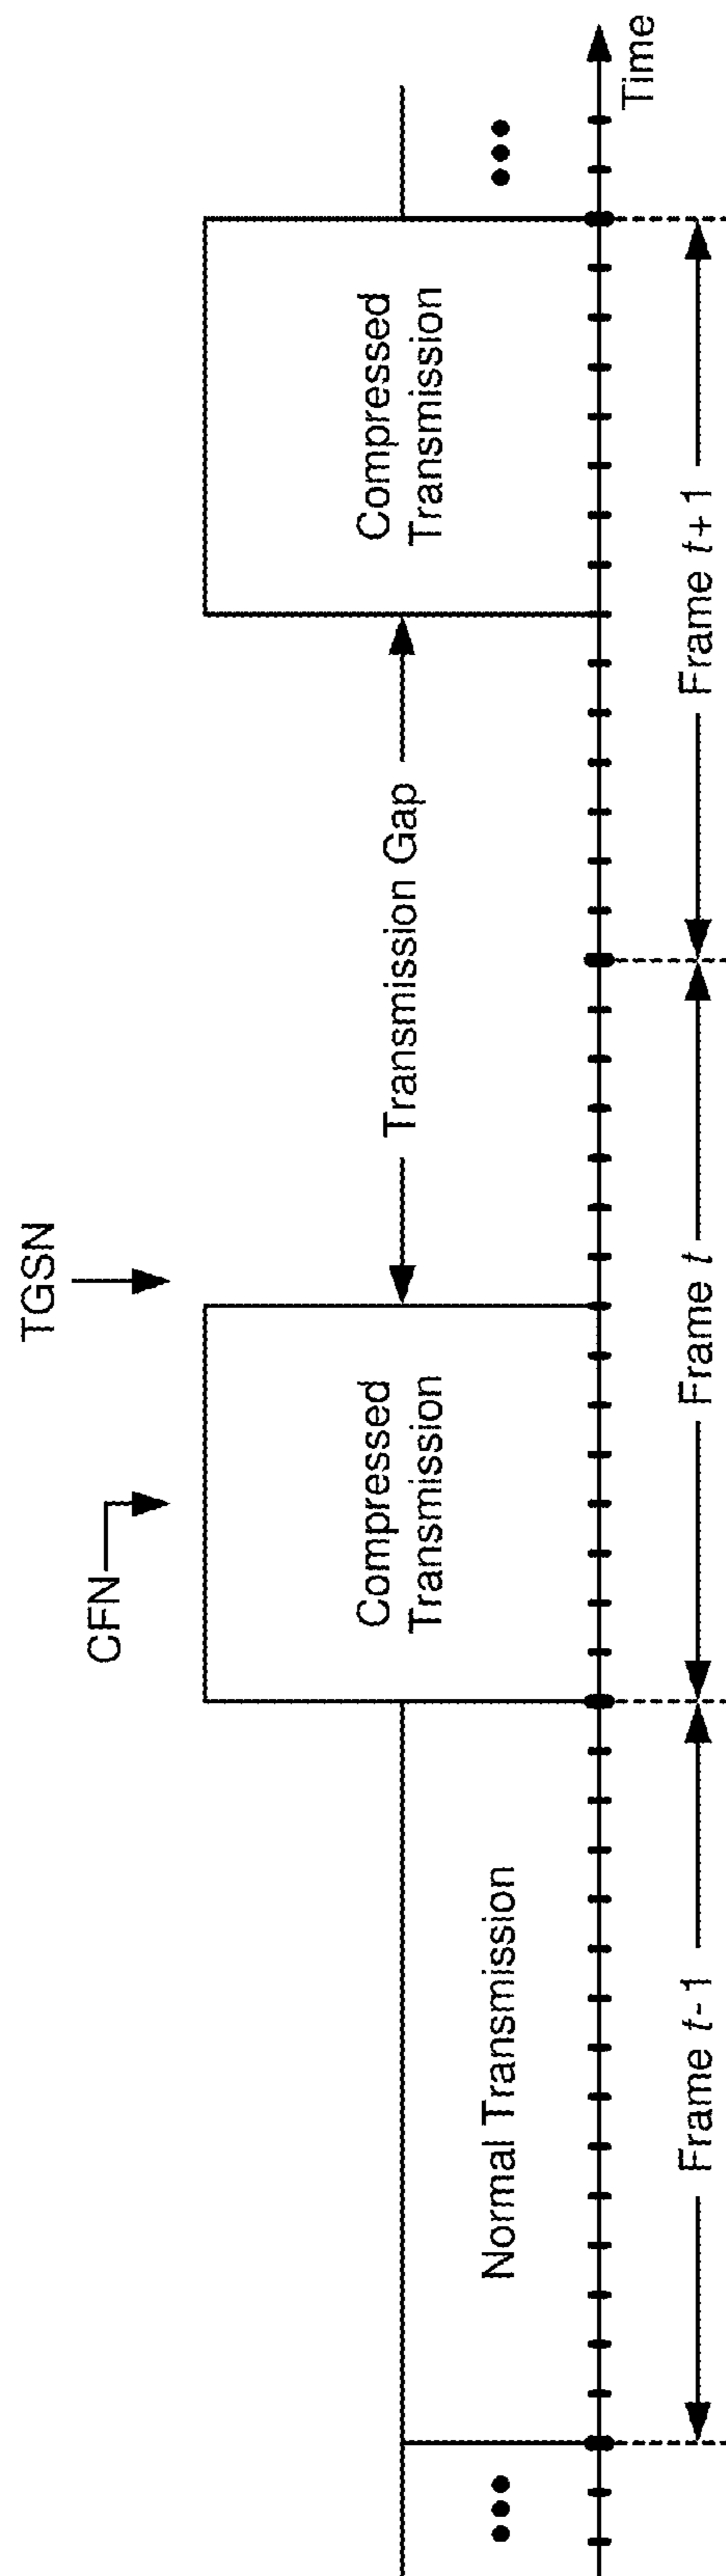 TGSN
CFN
Compressed
Transmission
Transmission Gap
Compressed
Transmission
Normal Transmission
Time
Frame t-1
Frame t
Frame t+1